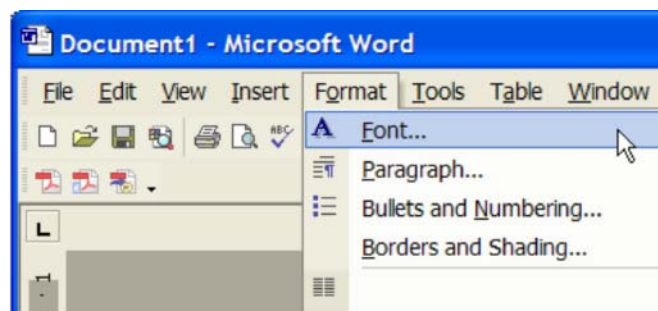 Document1 - Microsoft Word
File Edit View Insert Format Tools Table Window
ABC Font...
Paragraph...
Bullets and Numbering...
Borders and Shading...
L